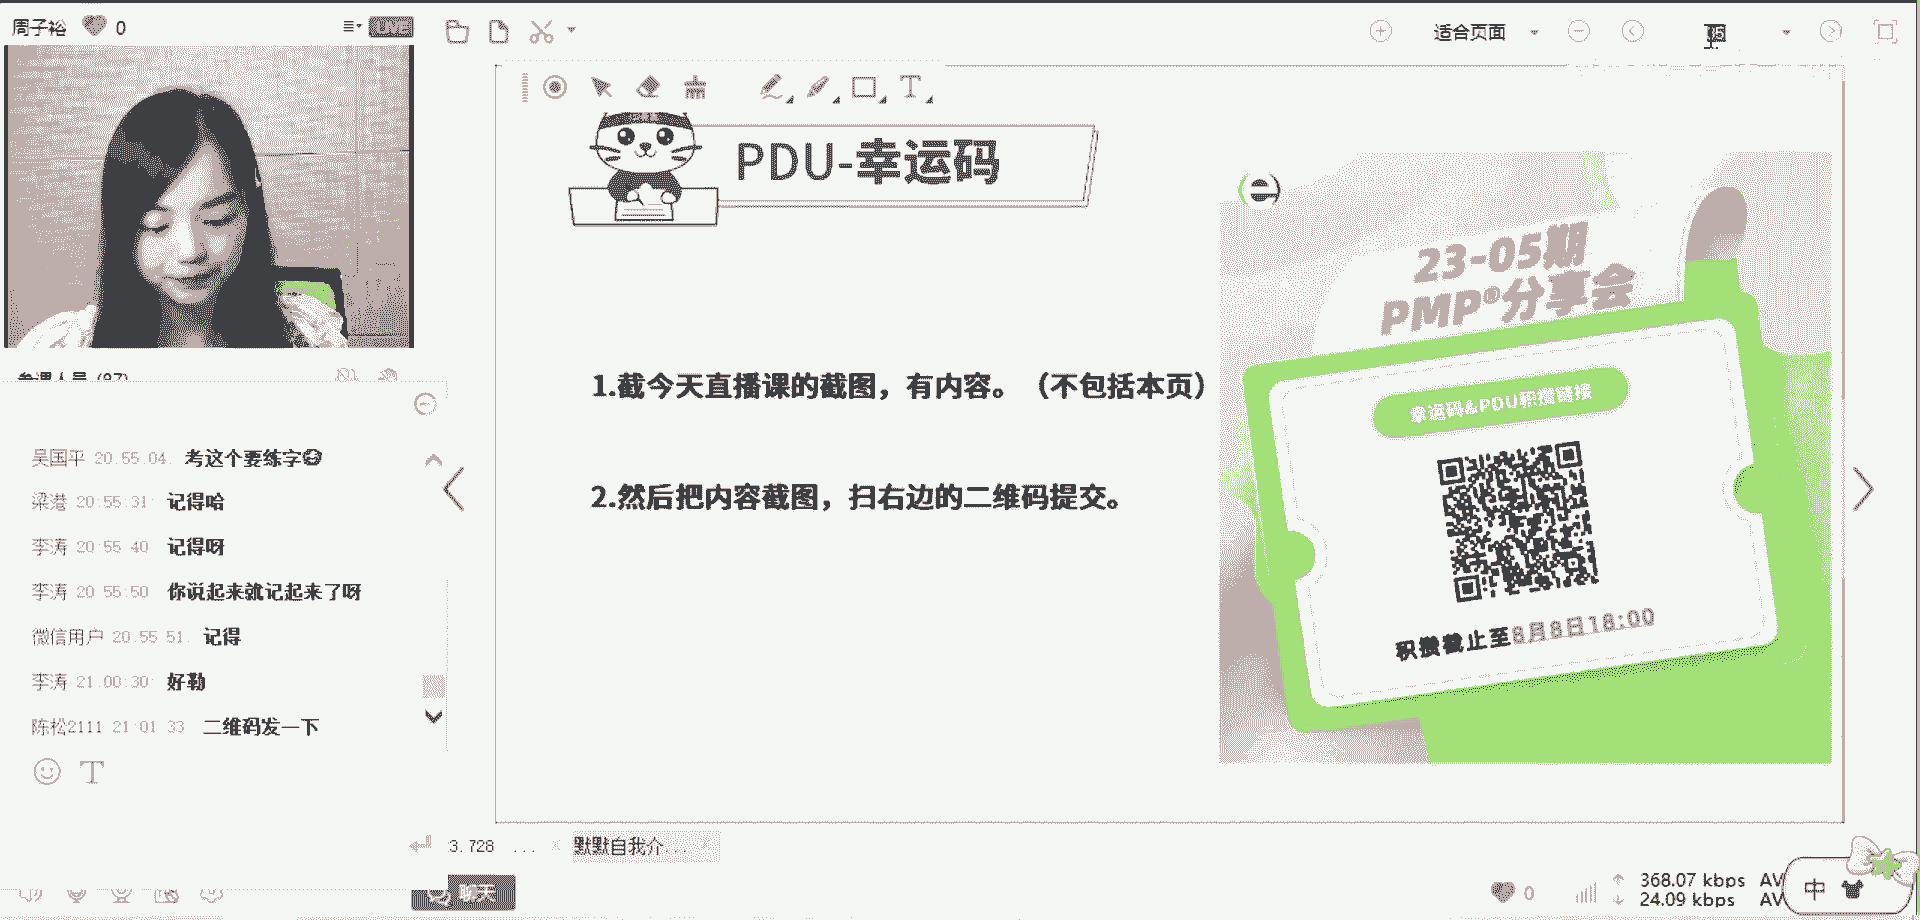 周子裕 0
LIVE
适合页面
PDU-幸运码
e
23-05期
PMP®分享会
幸运码&PDU积攒链接
积攒截止至8月8日18:00
1.截今天直播课的截图，有内容。（不包括本页）
2.然后把内容截图，扫右边的二维码提交。
参课人员 (87)
吴国平 20:55:04 考这个要练字
梁港 20:55:31 记得哈
李涛 20:55:40 记得呀
李涛 20:55:50 你说起来就记起来了呀
微信用户 20:55:51 记得
李涛 21:00:30 好勒
陈松2111 21:01:33 二维码发一下
T
3.728 ... × 默默自我介... ×
聊天
0
368.07 kbps AV
24.09 kbps AV
中